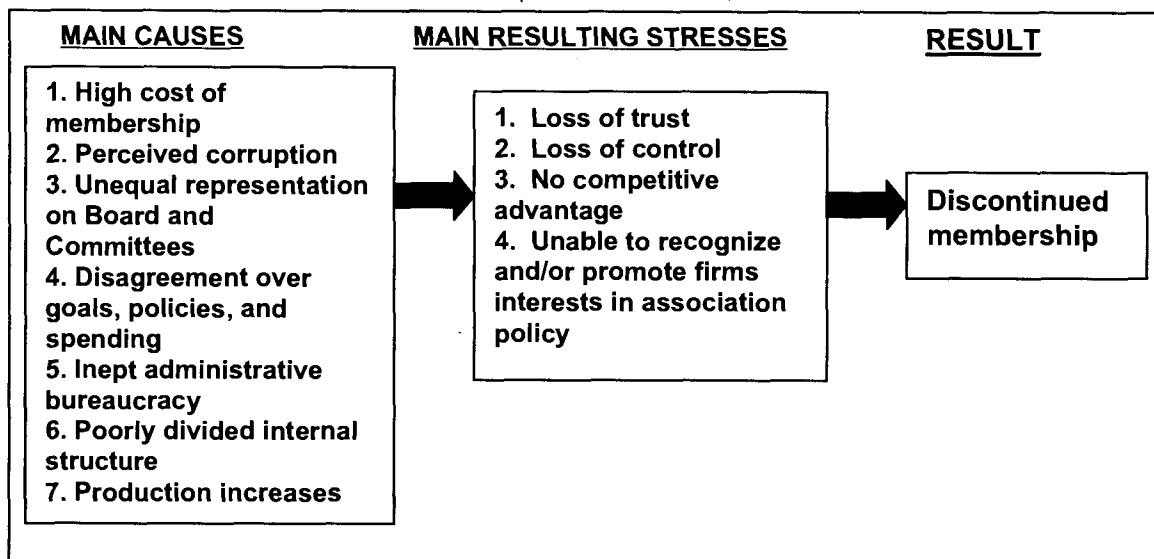 MAIN CAUSES
1. High cost of
membership
2. Perceived corruption
3. Unequal representation
on Board and
Committees
4. Disagreement over
goals, policies, and
spending
5. Inept administrative
bureaucracy
6. Poorly divided internal
structure
7. Production increases
MAIN RESULTING STRESSES
1. Loss of trust
2. Loss of control
3. No competitive
advantage
4. Unable to recognize
and/or promote firms
interests in association
policy
RESULT
Discontinued
membership